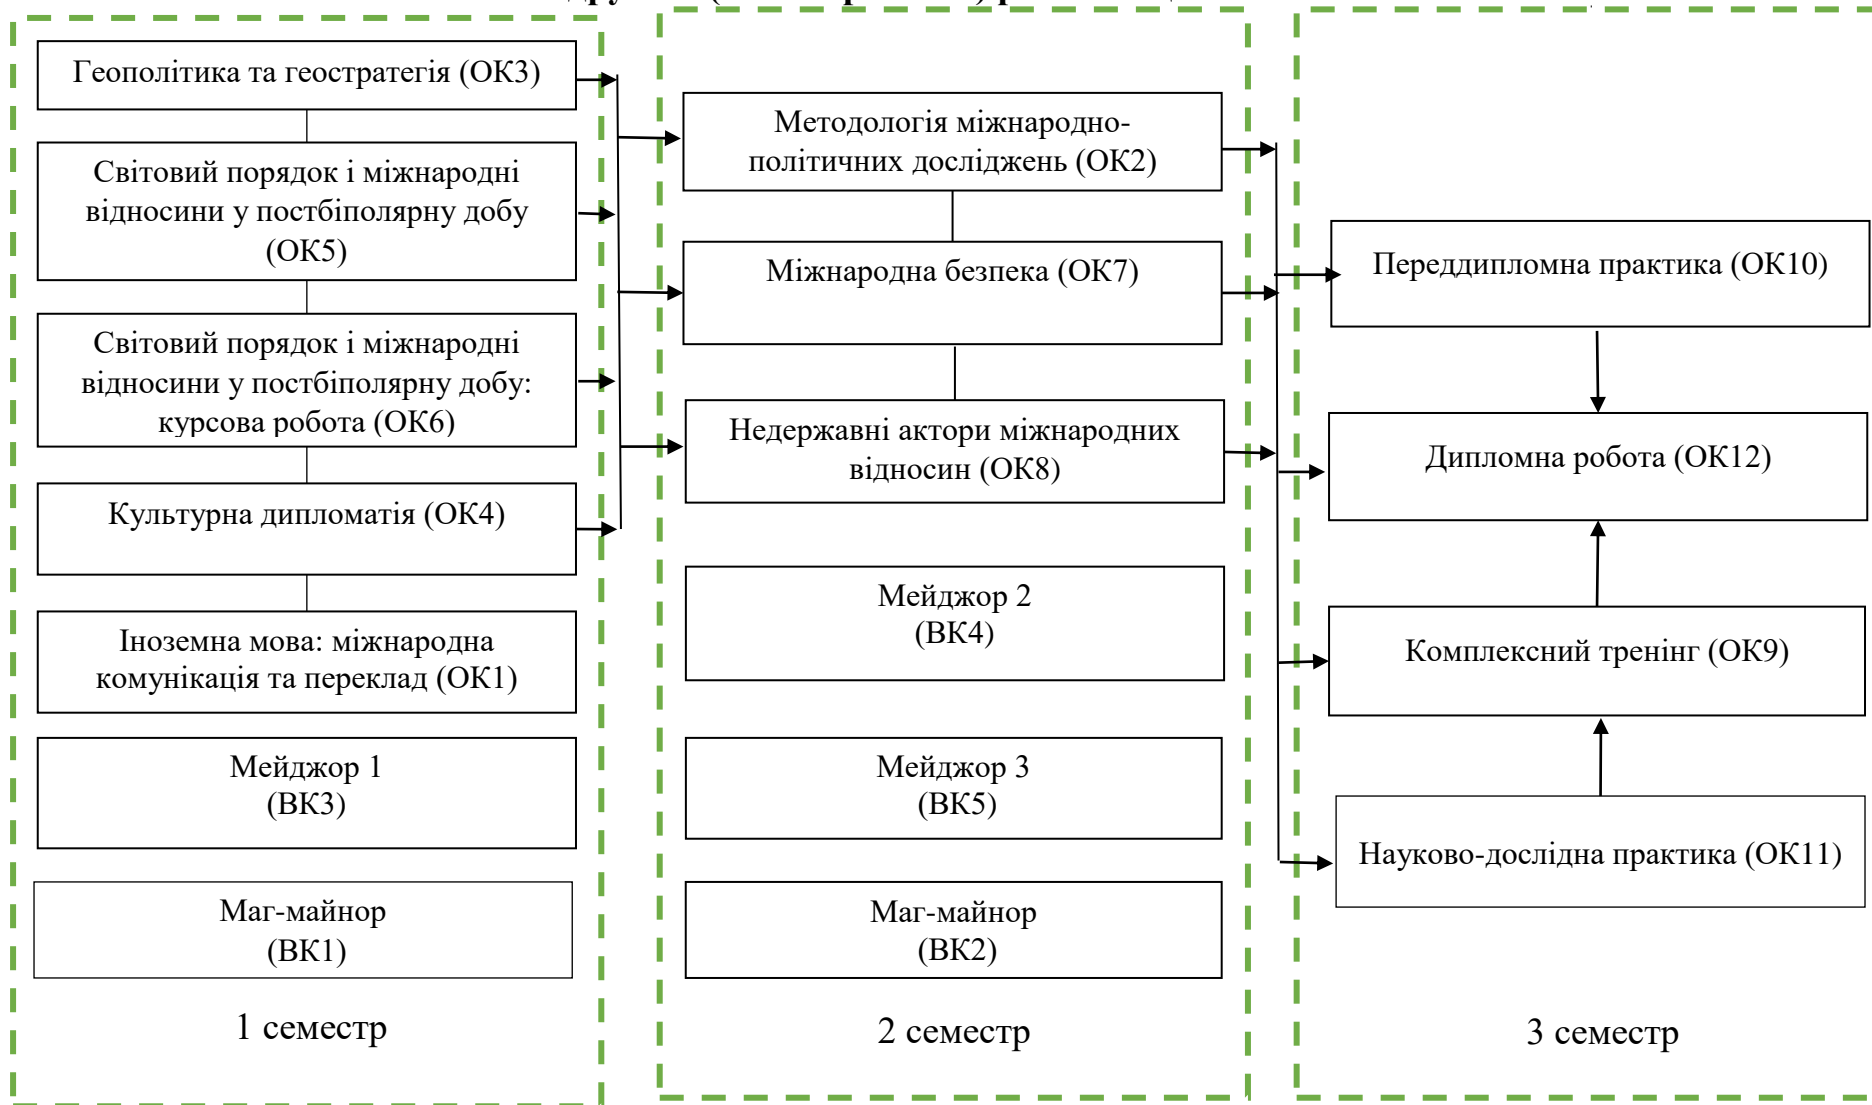 Геополітика та геостратегія (ОК3)
Світовий порядок і міжнародні
відносини у постбіполярну добу
(ОК5)
Світовий порядок і міжнародні
відносини у постбіполярну добу:
курсова робота (ОК6)
Культурна дипломатія (ОК4)
Іноземна мова: міжнародна
комунікація та переклад (ОК1)
Мейджор 1
(ВК3)
Маг-майнор
(ВК1)
1 семестр
Методологія міжнародно-
політичних досліджень (ОК2)
Міжнародна безпека (ОК7)
Недержавні актори міжнародних
відносин (ОК8)
Мейджор 2
(ВК4)
Мейджор 3
(ВК5)
Маг-майнор
(ВК2)
2 семестр
Переддипломна практика (ОК10)
Дипломна робота (ОК12)
Комплексний тренінг (ОК9)
Науково-дослідна практика (ОК11)
3 семестр